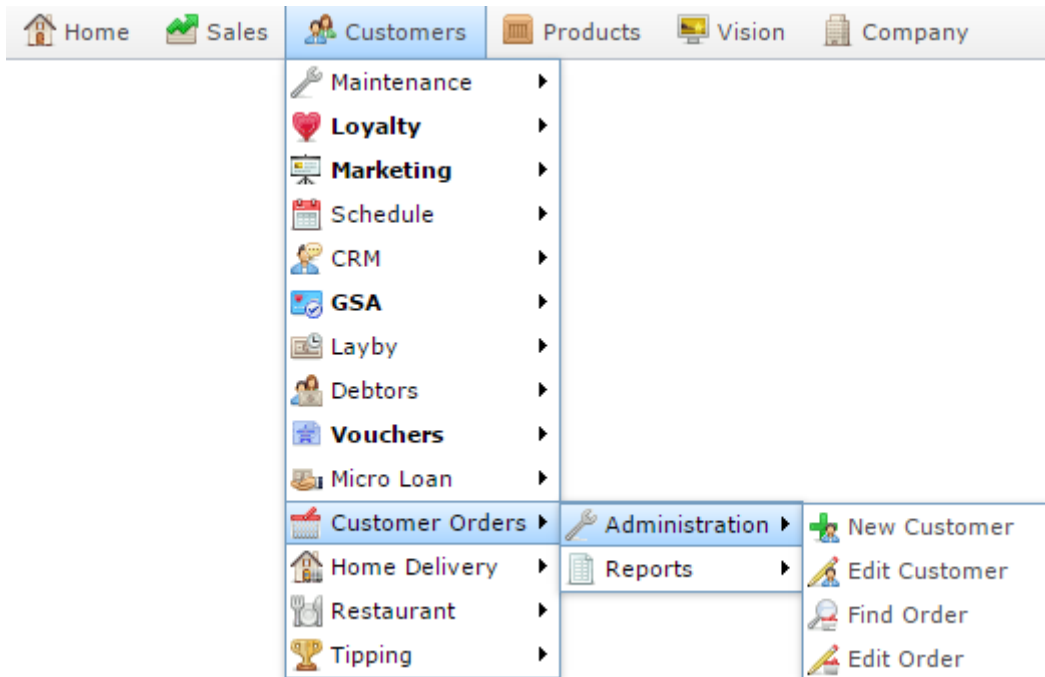 Home Sales Customers Products Vision Company
Maintenance
Loyalty
Marketing
Schedule
CRM
GSA
Layby
Debtors
Vouchers
Micro Loan
Customer Orders Administration New Customer
Home Delivery Reports Edit Customer
Restaurant Find Order
Tipping Edit Order